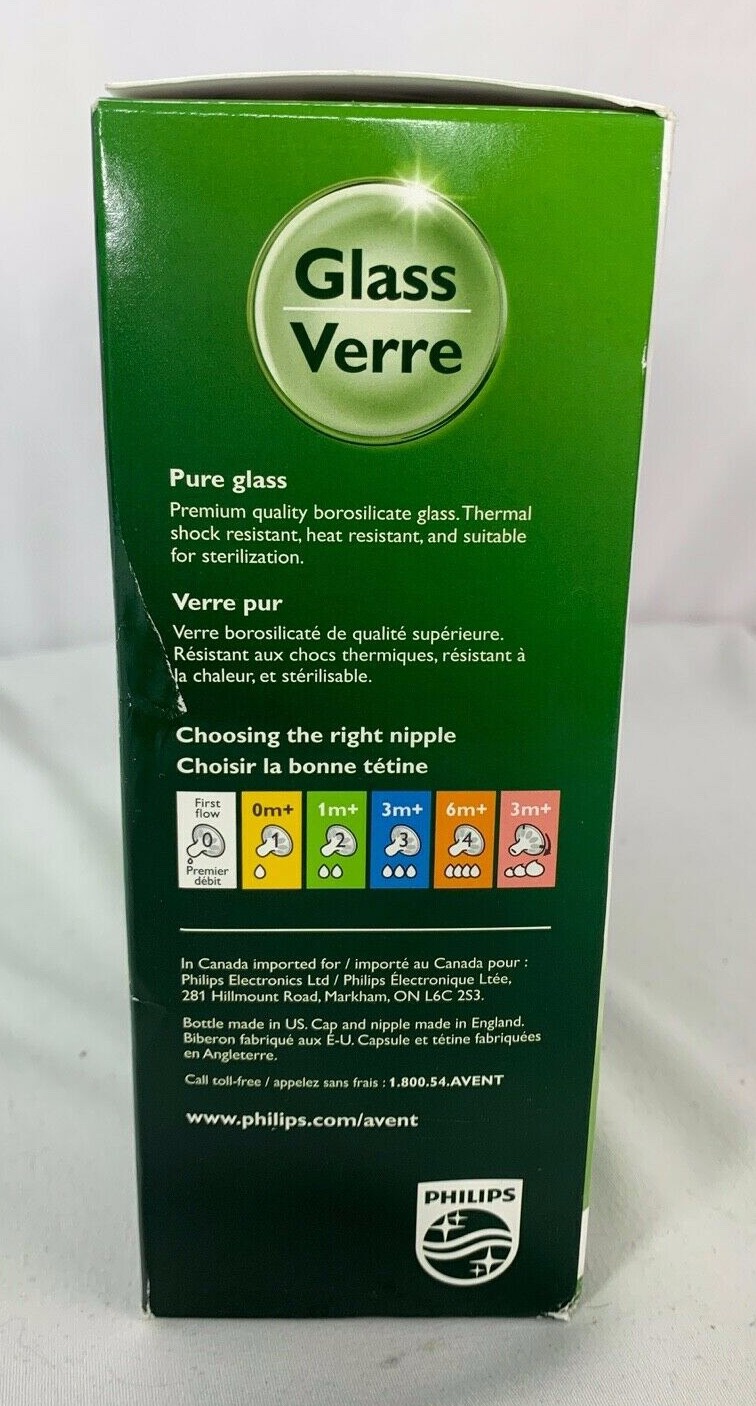 Glass
Verre
Pure glass
Premium quality borosilicate glass. Thermal
shock resistant, heat resistant, and suitable
for sterilization.
Verre pur
Verre borosilicaté de qualité supérieure.
Résistant aux chocs thermiques, résistant à
la chaleur, et stérilisable.
Choosing the right nipple
Choisir la bonne tétine
First
flow
0
Premier
débit
0m+
1
1m+
2
3m+
3
6m+
4
3m+
In Canada imported for / importé au Canada pour :
Philips Electronics Ltd / Philips Électronique Ltée,
281 Hillmount Road, Markham, ON L6C 2S3.
Bottle made in US. Cap and nipple made in England.
Biberon fabriqué aux É-U. Capsule et tétine fabriquées
en Angleterre.
Call toll-free / appelez sans frais : 1.800.54.AVENT
www.philips.com/avent
PHILIPS